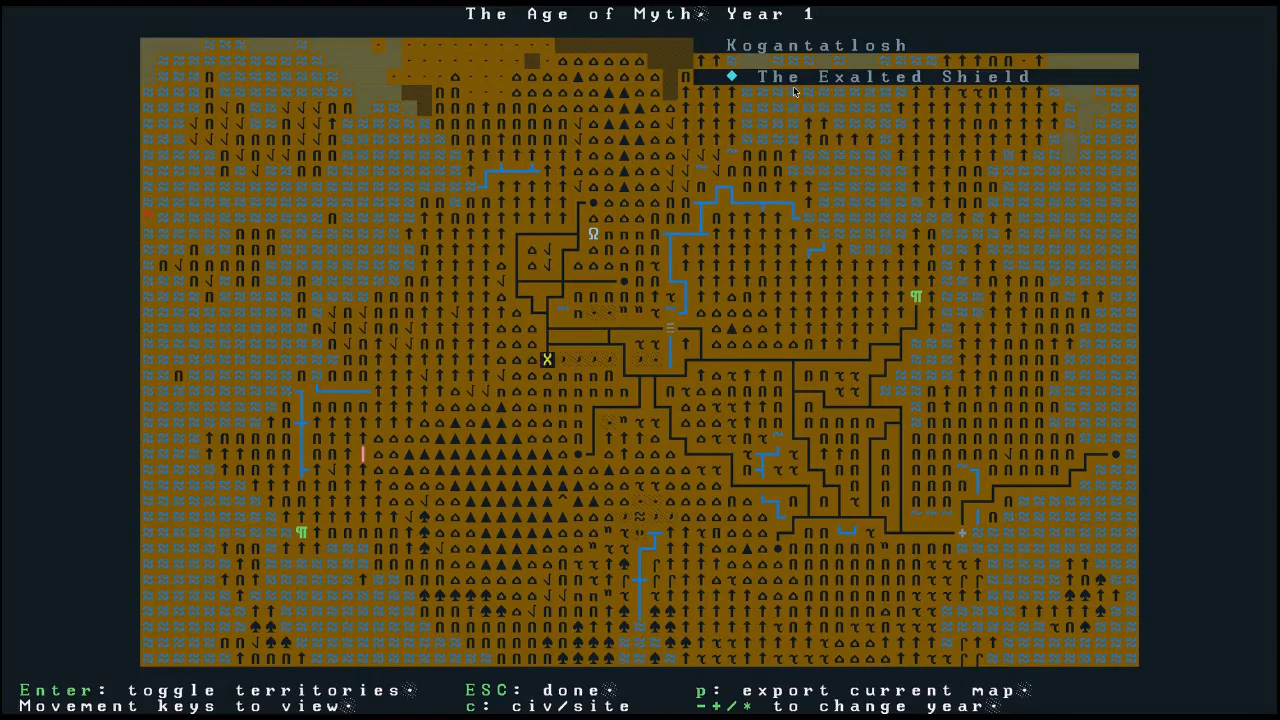 The Age of Myth Year 1
Kogantatlosh
The Exalted Shield
Enter: toggle territories
ESC: done
p: export current map
Movement keys to view
c: civ/site
-+/* to change year